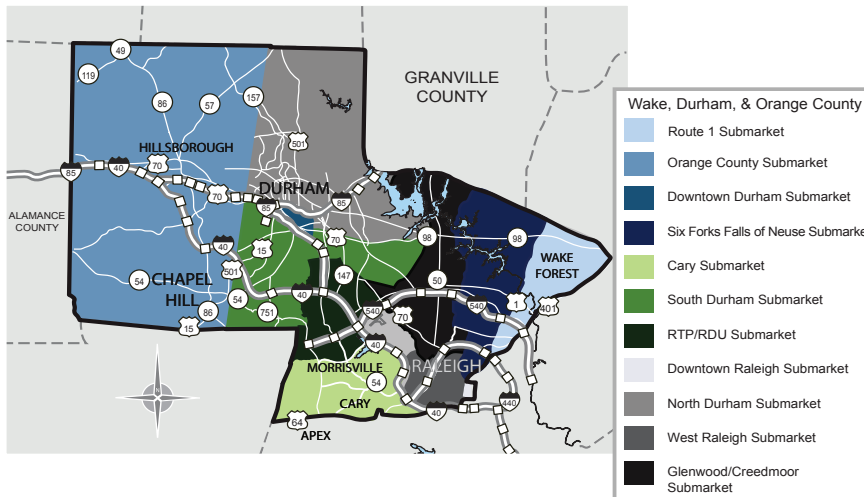 49
119
GRANVILLE
COUNTY
86
57
157
Wake, Durham, & Orange County
Route 1 Submarket
Orange County Submarket
Downtown Durham Submarket
Six Forks Falls of Neuse Submarke
Cary Submarket
South Durham Submarket
RTP/RDU Submarket
Downtown Raleigh Submarket
North Durham Submarket
West Raleigh Submarket
Glenwood/Creedmoor
Submarket
HILLSBOROUGH
501
70
40
85
DURHAM
70
85
85
ALAMANCE
COUNTY
40
15
70
98
98
WAKE
FOREST
54
CHAPEL
HILL
501
147
50
54
40
86
751
540
70
540
1
401
15
40
MORRISVILLE
RALEIGH
54
CARY
64
APEX
40
440